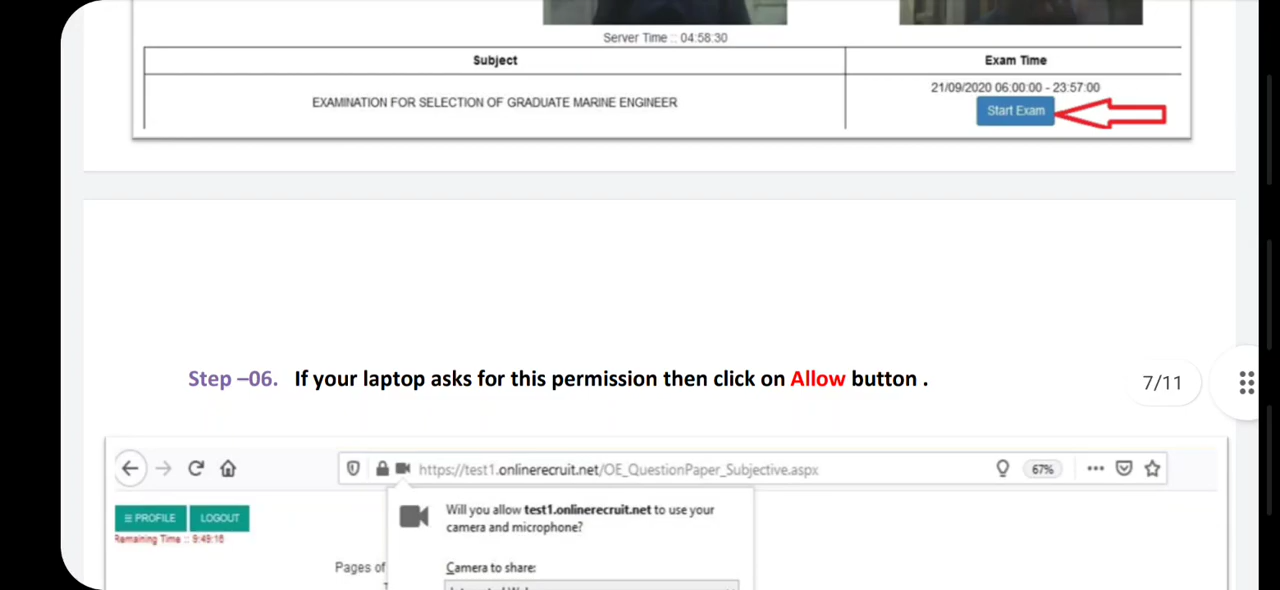 Server Time :: 04:58:30
Subject
Exam Time
EXAMINATION FOR SELECTION OF GRADUATE MARINE ENGINEER
21/09/2020 06:00:00 - 23:57:00
Start Exam
Step –06. If your laptop asks for this permission then click on Allow button .
7/11
https://test1.onlinerecruit.net/OE_QuestionPaper_Subjective.aspx
67%
PROFILE
LOGOUT
Remaining Time :: 9:49:16
Will you allow test1.onlinerecruit.net to use your
camera and microphone?
Pages of
Camera to share: